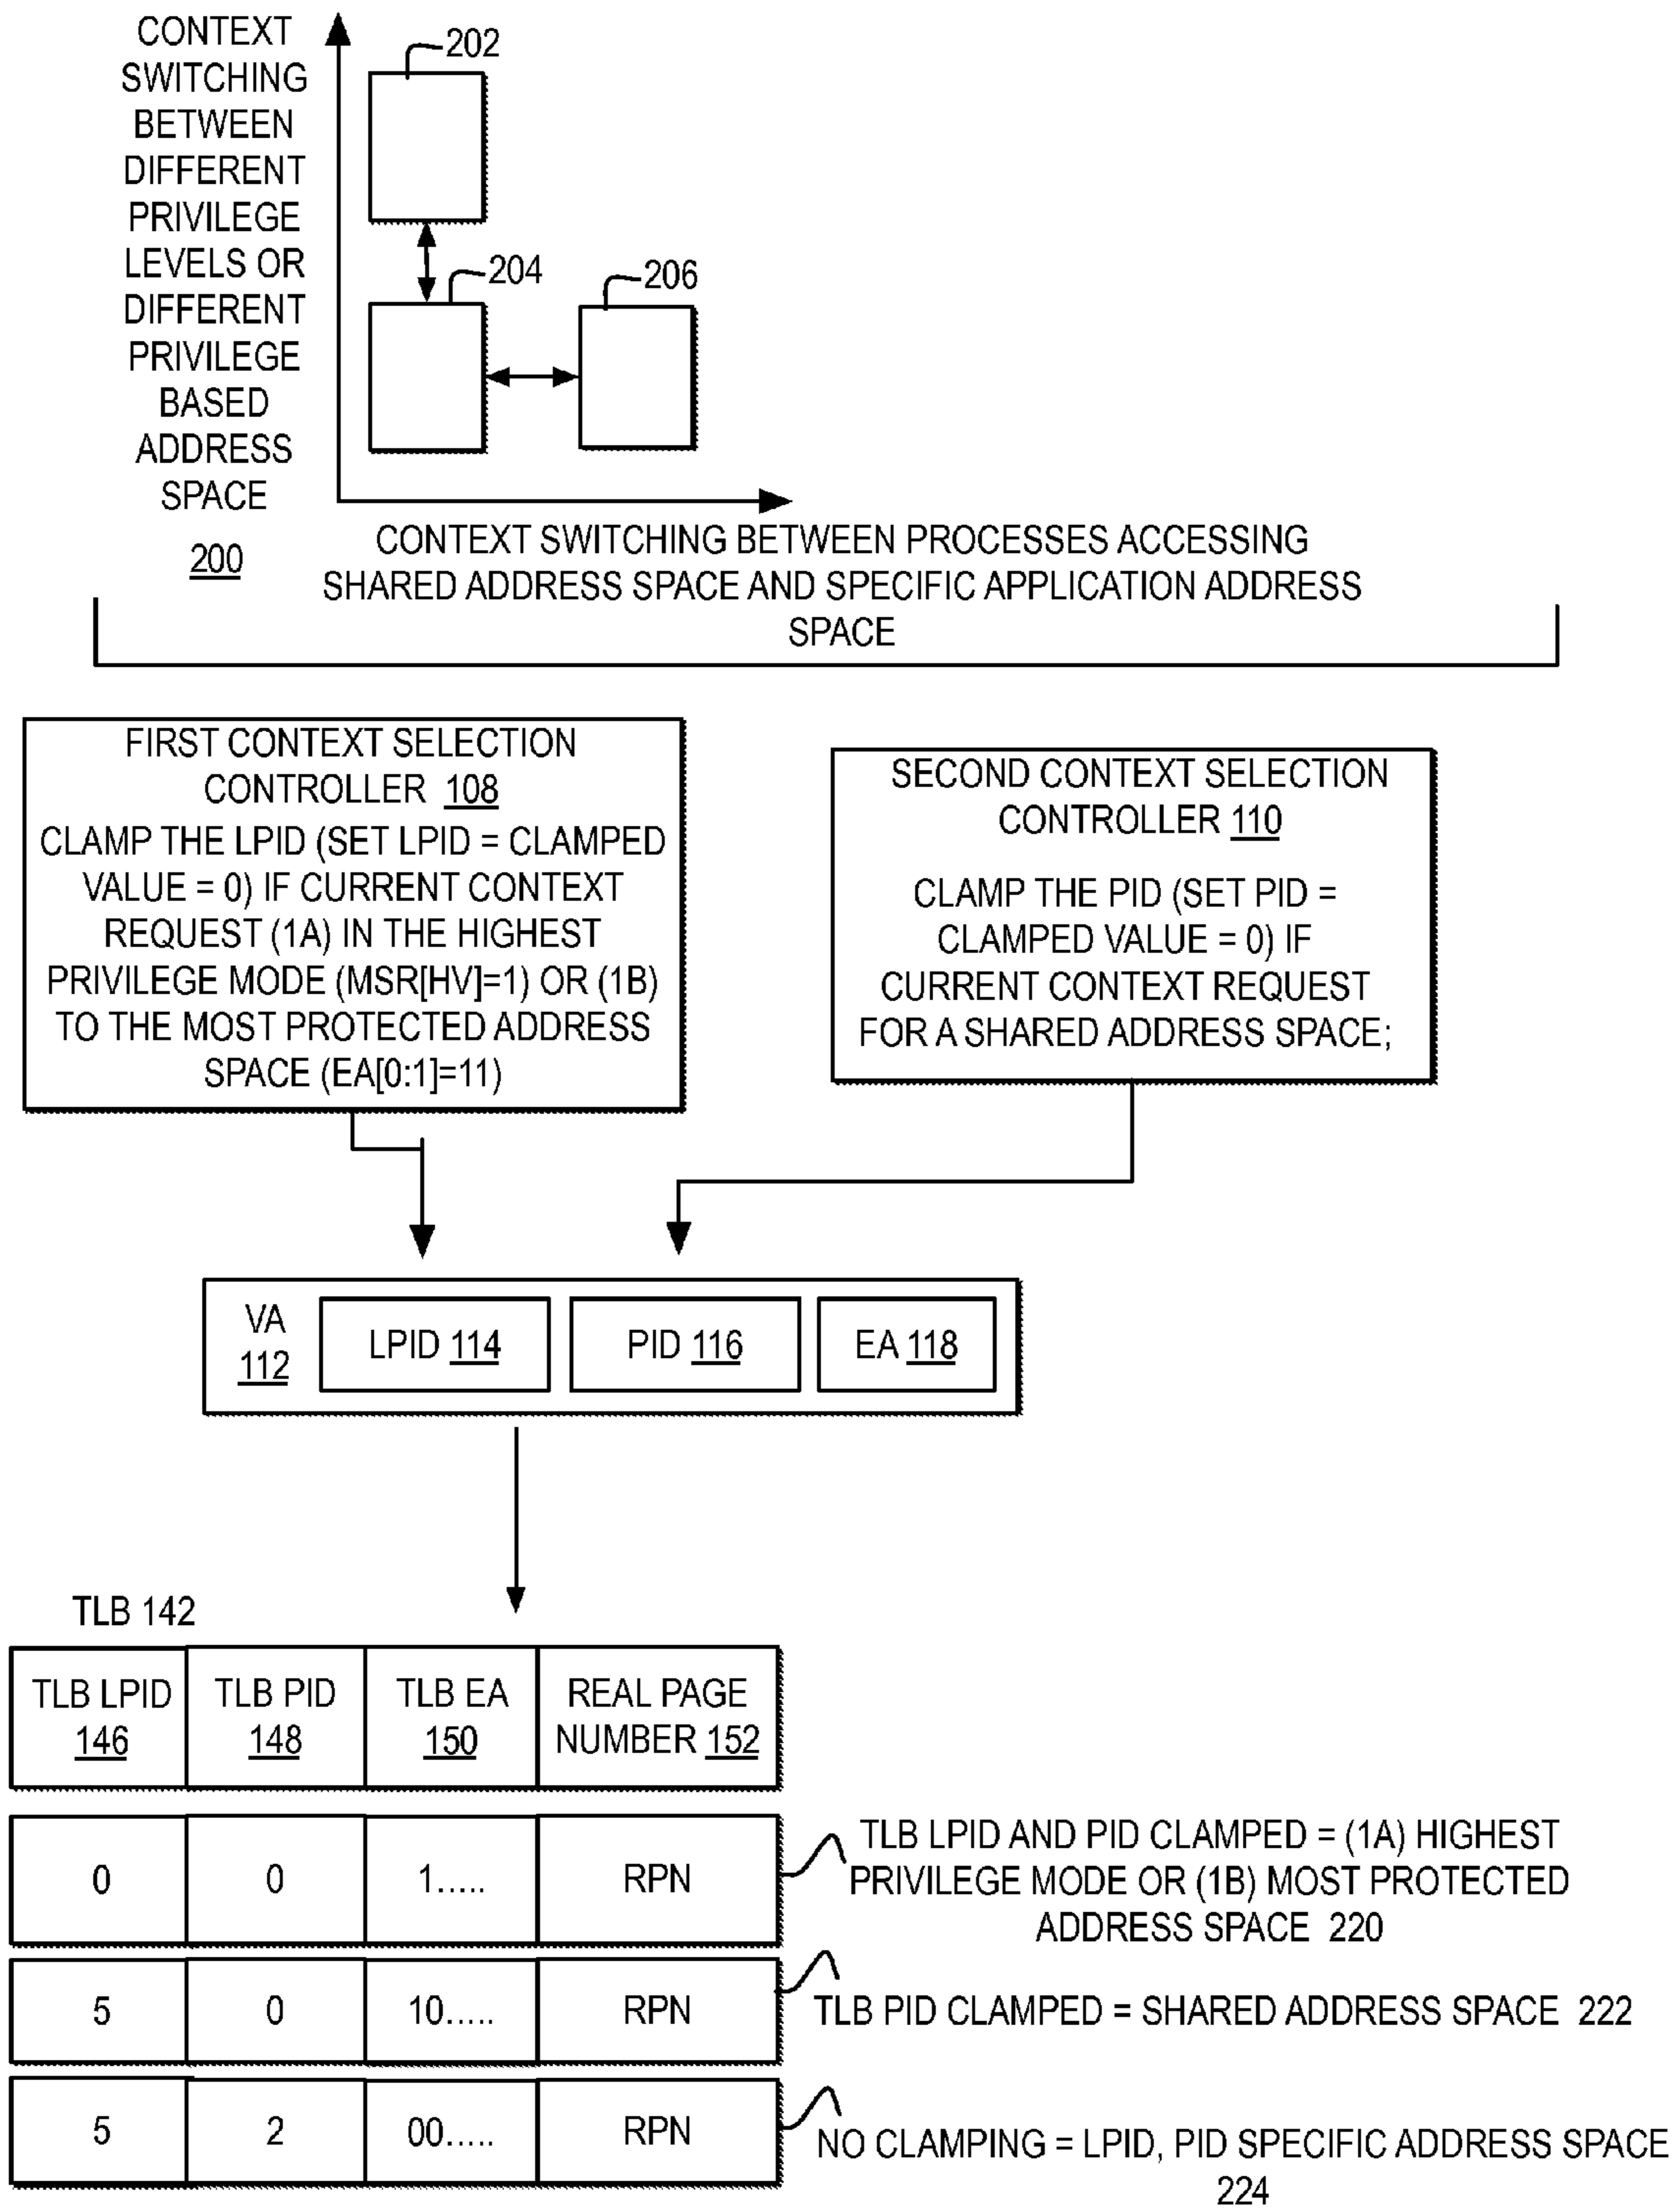 CONTEXT
SWITCHING
BETWEEN
DIFFERENT
PRIVILEGE
LEVELS OR
DIFFERENT
PRIVILEGE
BASED
ADDRESS
SPACE
200
202
204
206
CONTEXT SWITCHING BETWEEN PROCESSES ACCESSING
SHARED ADDRESS SPACE AND SPECIFIC APPLICATION ADDRESS
SPACE
FIRST CONTEXT SELECTION
CONTROLLER 108
CLAMP THE LPID (SET LPID = CLAMPED
VALUE = 0) IF CURRENT CONTEXT
REQUEST (1A) IN THE HIGHEST
PRIVILEGE MODE (MSR[HV]=1) OR (1B)
TO THE MOST PROTECTED ADDRESS
SPACE (EA[0:1]=11)
SECOND CONTEXT SELECTION
CONTROLLER 110
CLAMP THE PID (SET PID =
CLAMPED VALUE = 0) IF
CURRENT CONTEXT REQUEST
FOR A SHARED ADDRESS SPACE;
VA
112
LPID 114
PID 116
EA 118
TLB 142
TLB LPID
146
TLB PID
148
TLB EA
150
REAL PAGE
NUMBER 152
0
0
1.....
RPN
TLB LPID AND PID CLAMPED = (1A) HIGHEST
PRIVILEGE MODE OR (1B) MOST PROTECTED
ADDRESS SPACE 220
5
0
10.....
RPN
TLB PID CLAMPED = SHARED ADDRESS SPACE 222
5
2
00.....
RPN
NO CLAMPING = LPID, PID SPECIFIC ADDRESS SPACE
224